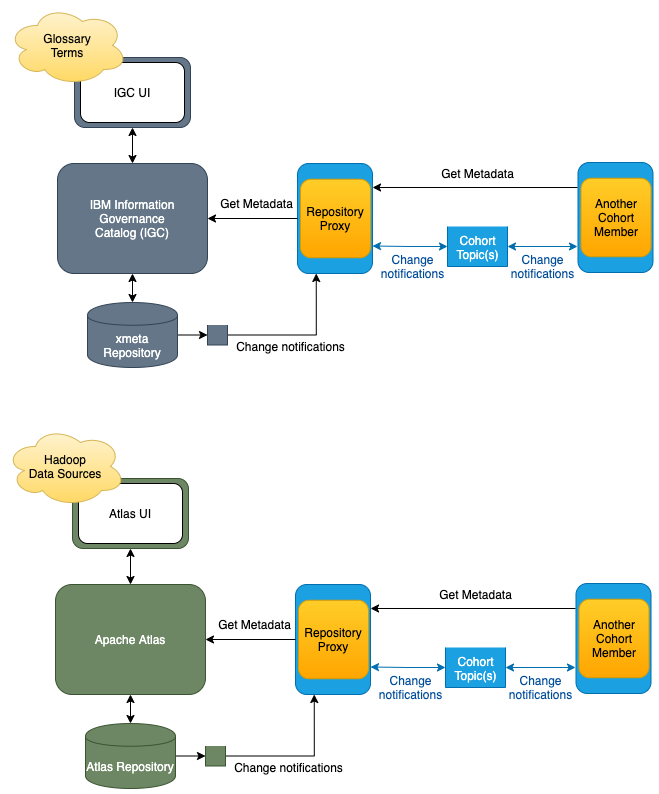 Glossary
Terms
IGC UI
IBM Information
Governance
Catalog (IGC)
Get Metadata
Repository
Proxy
Get Metadata
Another
Cohort
Member
Cohort
Topic(s)
Change
notifications
Change
notifications
xmeta
Repository
Change notifications
Hadoop
Data Sources
Atlas UI
Apache Atlas
Get Metadata
Repository
Proxy
Get Metadata
Another
Cohort
Member
Cohort
Topic(s)
Change
notifications
Change
notifications
Atlas Repository
Change notifications